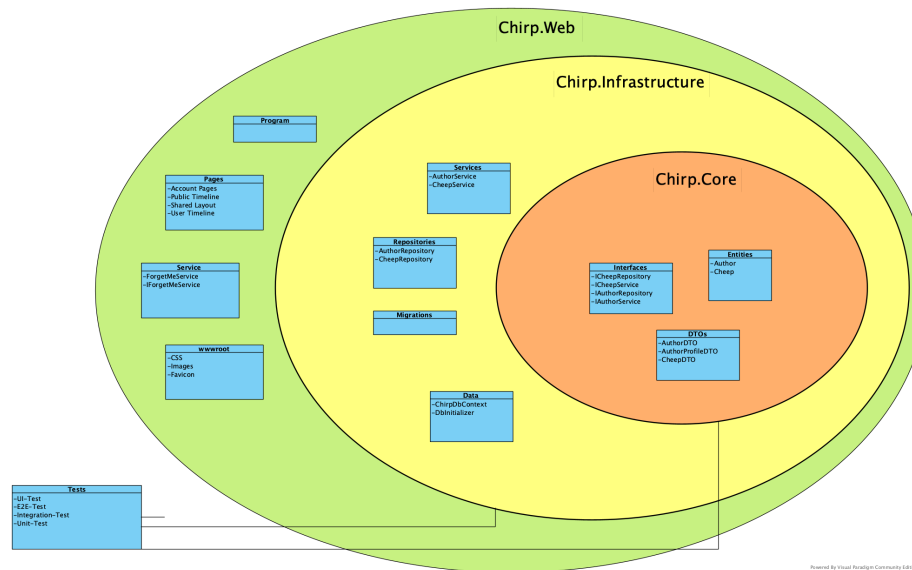 Chirp.Web
Chirp.Infrastructure
Chirp.Core
Program
Pages
-Account Pages
-Public Timeline
-Shared Layout
-User Timeline
Service
-ForgetMeService
-IForgetMeService
wwwroot
-CSS
-Images
-Favicon
Services
-AuthorService
-CheepService
Repositories
-AuthorRepository
-CheepRepository
Migrations
Data
-ChirpDbContext
-DbInitializer
Interfaces
-ICheepRepository
-ICheepService
-IAuthorRepository
-IAuthorService
Entities
-Author
-Cheep
DTOs
-AuthorDTO
-AuthorProfileDTO
-CheepDTO
Tests
-UI-Test
-E2E-Test
-Integration-Test
-Unit-Test
Powered By Visual Paradigm Community Edit